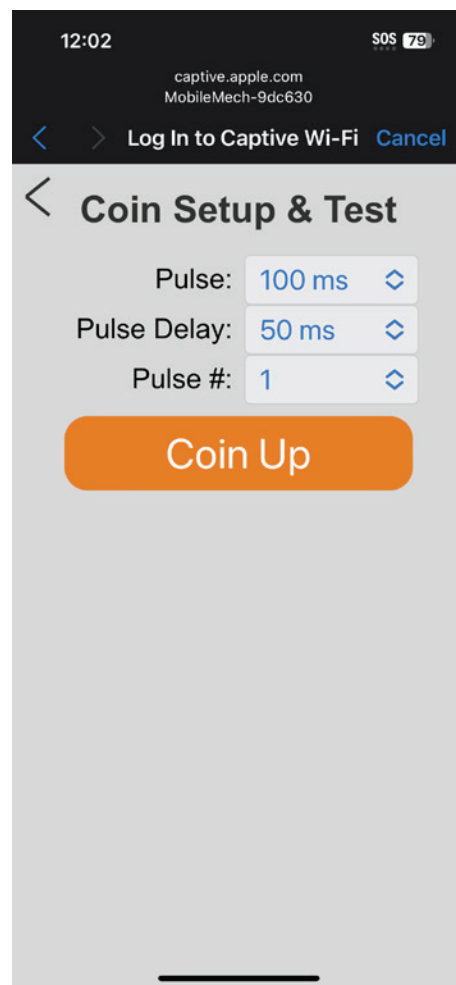 12:02
SOS 79
captive.apple.com
MobileMech-9dc630
Log In to Captive Wi-Fi Cancel
Coin Setup & Test
Pulse: 100 ms
Pulse Delay: 50 ms
Pulse #: 1
Coin Up